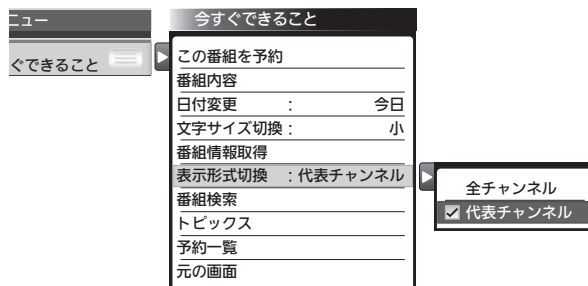 ニュー
ぐできること
今すぐできること
この番組を予約
番組内容
日付変更 : 今日
文字サイズ切換 : 小
番組情報取得
表示形式切換 : 代表チャンネル
番組検索
トピックス
予約一覧
元の画面
全チャンネル
代表チャンネル